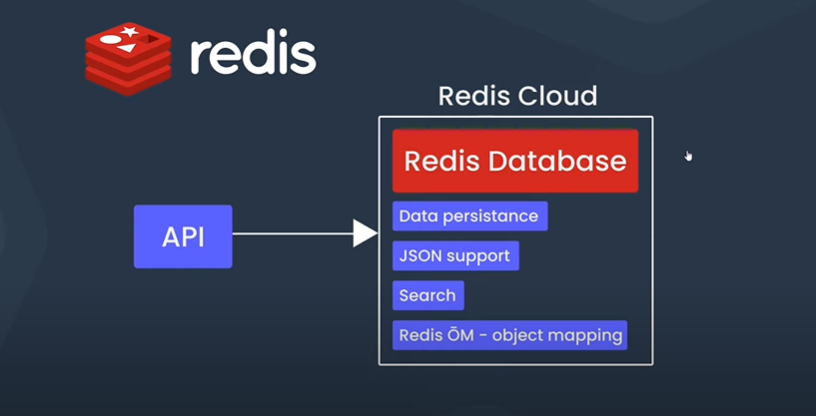 redis
Redis Cloud
Redis Database
API
Data persistance
JSON support
Search
Redis ŌM - object mapping